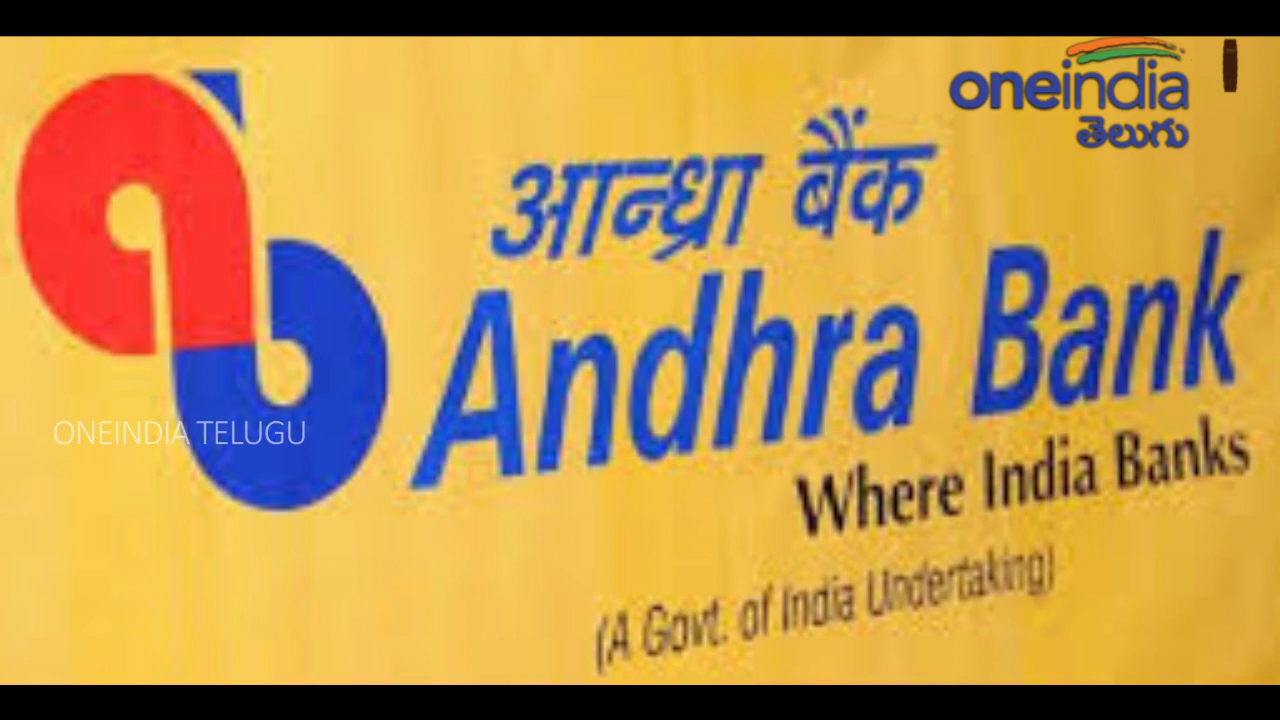 oneindia
తెలుగు
आन्ध्रा बैंक
Andhra Bank
ONEINDIA TELUGU
Where India Banks
(A Govt. of India Undertaking)